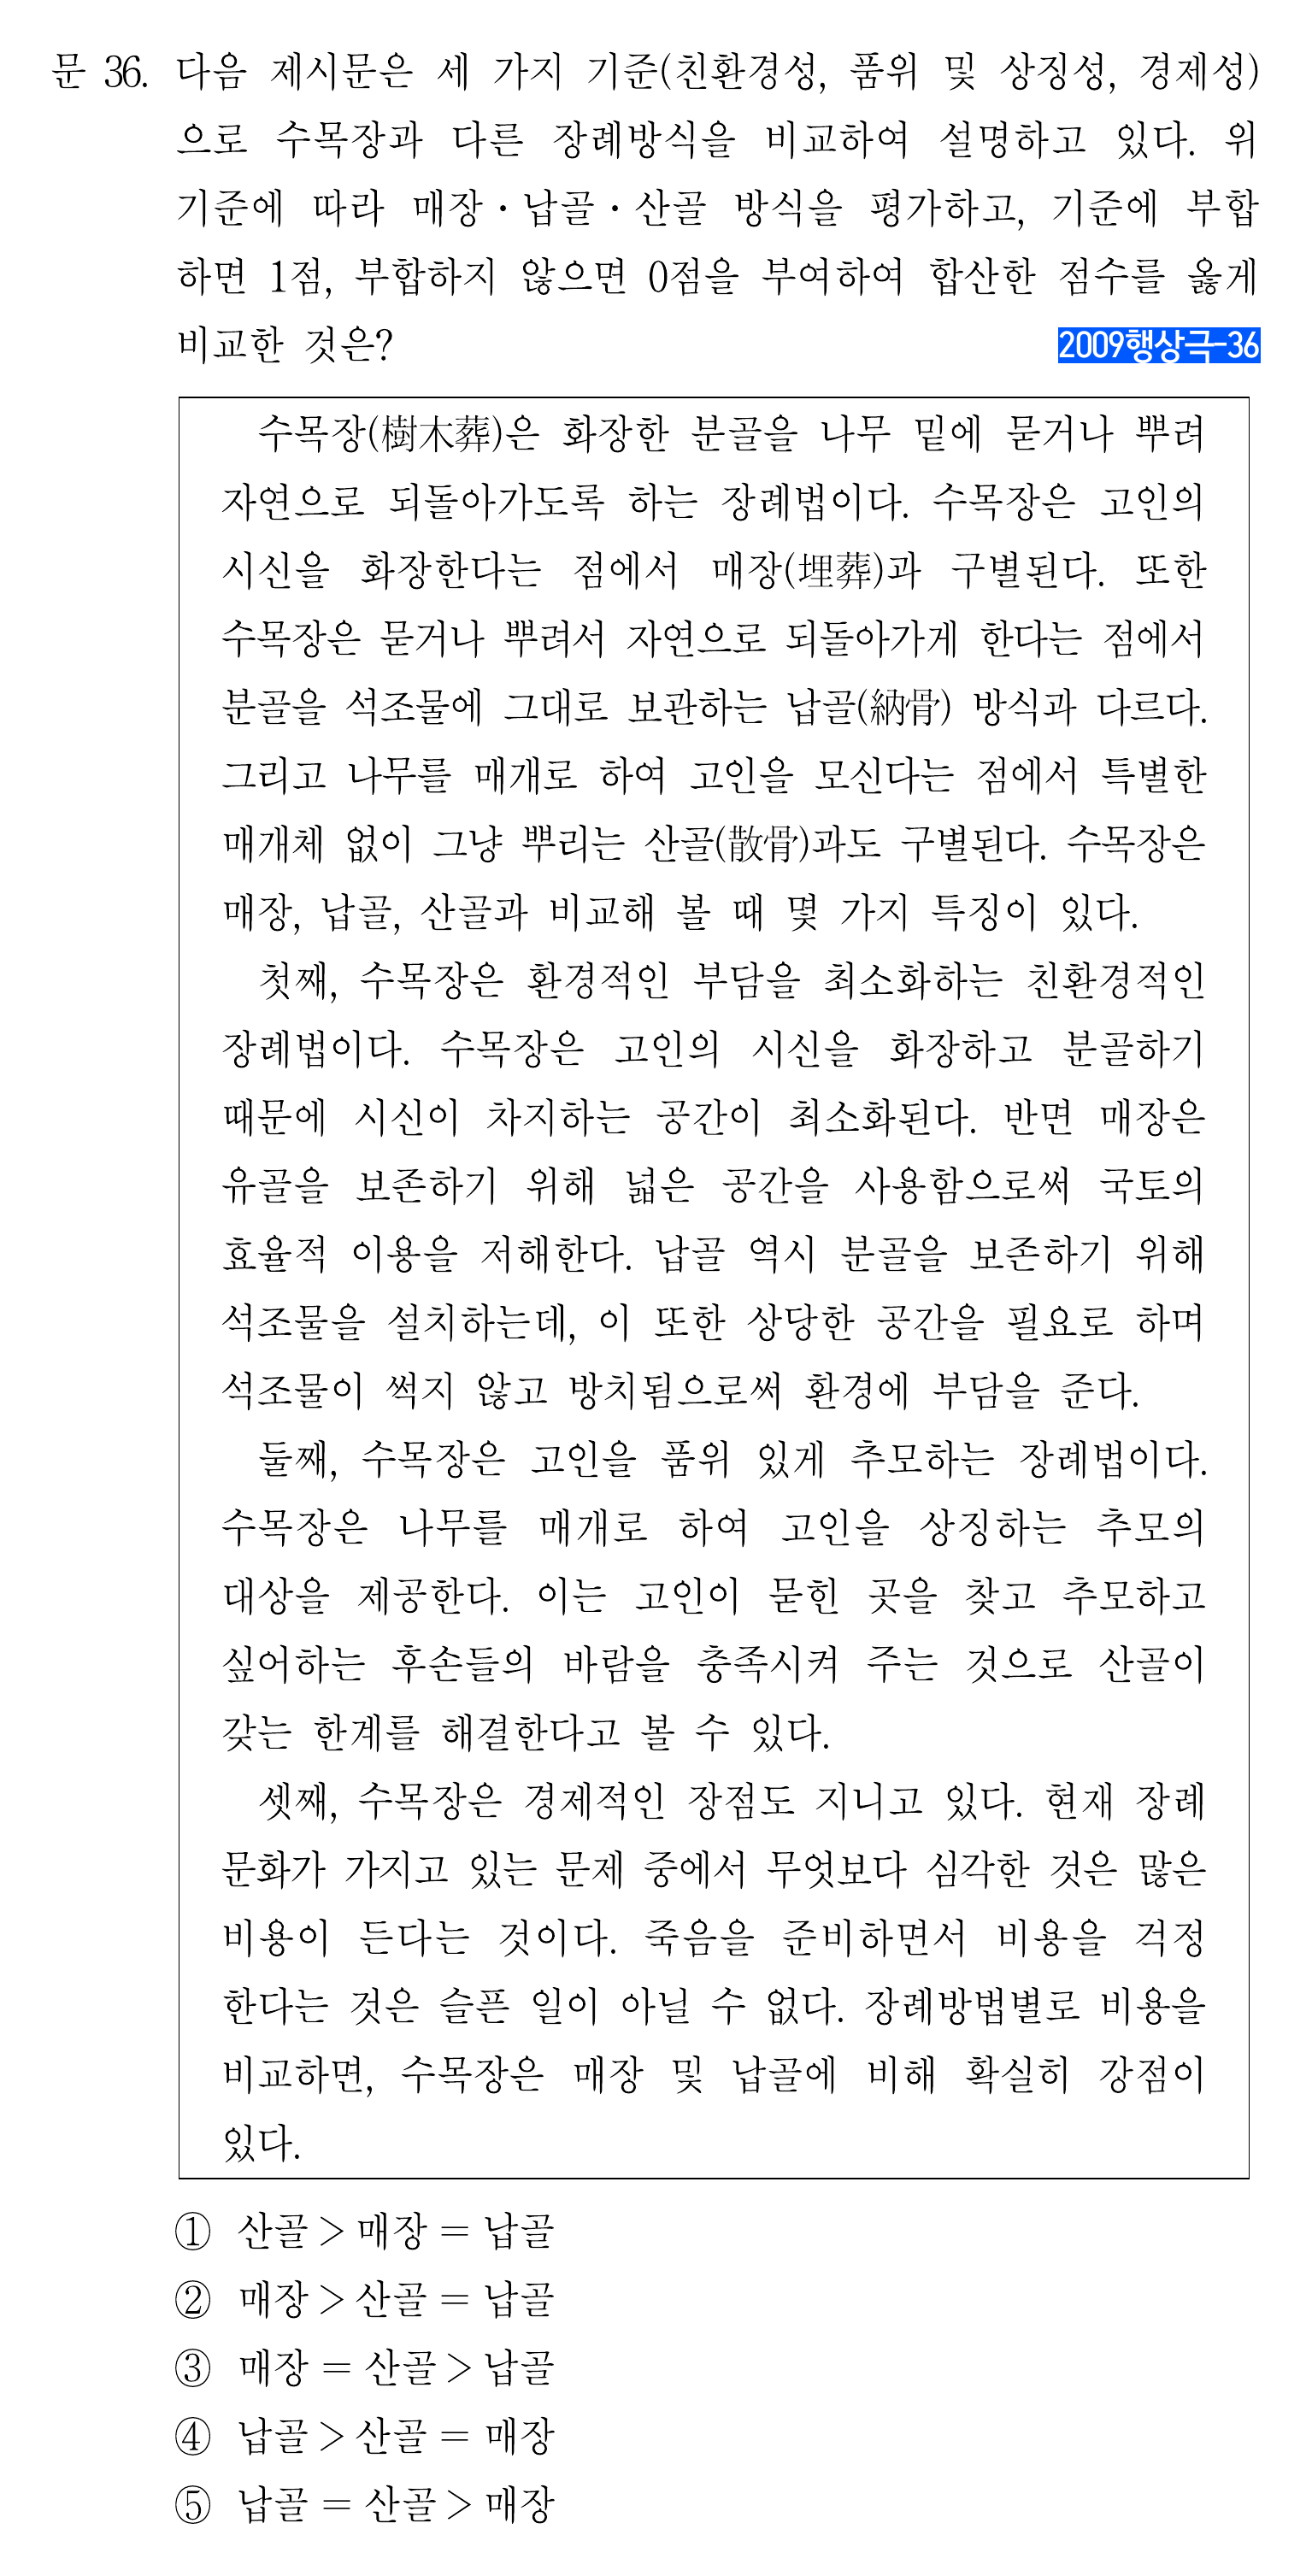 문 36. 다음 제시문은 세 가지 기준(친환경성, 품위 및 상징성, 경제성)
으로 수목장과 다른 장례방식을 비교하여 설명하고 있다. 위
기준에 따라 매장·납골·산골 방식을 평가하고, 기준에 부합
하면 1점, 부합하지 않으면 0점을 부여하여 합산한 점수를 옳게
비교한 것은?
2009행상극-36
수목장(樹木葬)은 화장한 분골을 나무 밑에 묻거나 뿌려
자연으로 되돌아가도록 하는 장례법이다. 수목장은 고인의
시신을 화장한다는 점에서 매장(埋葬)과 구별된다. 또한
수목장은 묻거나 뿌려서 자연으로 되돌아가게 한다는 점에서
분골을 석조물에 그대로 보관하는 납골(納骨) 방식과 다르다.
그리고 나무를 매개로 하여 고인을 모신다는 점에서 특별한
매개체 없이 그냥 뿌리는 산골(散骨)과도 구별된다. 수목장은
매장, 납골, 산골과 비교해 볼 때 몇 가지 특징이 있다.
첫째, 수목장은 환경적인 부담을 최소화하는 친환경적인
장례법이다. 수목장은 고인의 시신을 화장하고 분골하기
때문에 시신이 차지하는 공간이 최소화된다. 반면 매장은
유골을 보존하기 위해 넓은 공간을 사용함으로써 국토의
효율적 이용을 저해한다. 납골 역시 분골을 보존하기 위해
석조물을 설치하는데, 이 또한 상당한 공간을 필요로 하며
석조물이 썩지 않고 방치됨으로써 환경에 부담을 준다.
둘째, 수목장은 고인을 품위 있게 추모하는 장례법이다.
수목장은 나무를 매개로 하여 고인을 상징하는 추모의
대상을 제공한다. 이는 고인이 묻힌 곳을 찾고 추모하고
싶어하는 후손들의 바람을 충족시켜 주는 것으로 산골이
갖는 한계를 해결한다고 볼 수 있다.
셋째, 수목장은 경제적인 장점도 지니고 있다. 현재 장례
문화가 가지고 있는 문제 중에서 무엇보다 심각한 것은 많은
비용이 든다는 것이다. 죽음을 준비하면서 비용을 걱정
한다는 것은 슬픈 일이 아닐 수 없다. 장례방법별로 비용을
비교하면, 수목장은 매장 및 납골에 비해 확실히 강점이
있다.
① 산골 > 매장 = 납골
② 매장 > 산골 = 납골
③ 매장 = 산골 > 납골
④ 납골 > 산골 = 매장
⑤ 납골 = 산골 > 매장